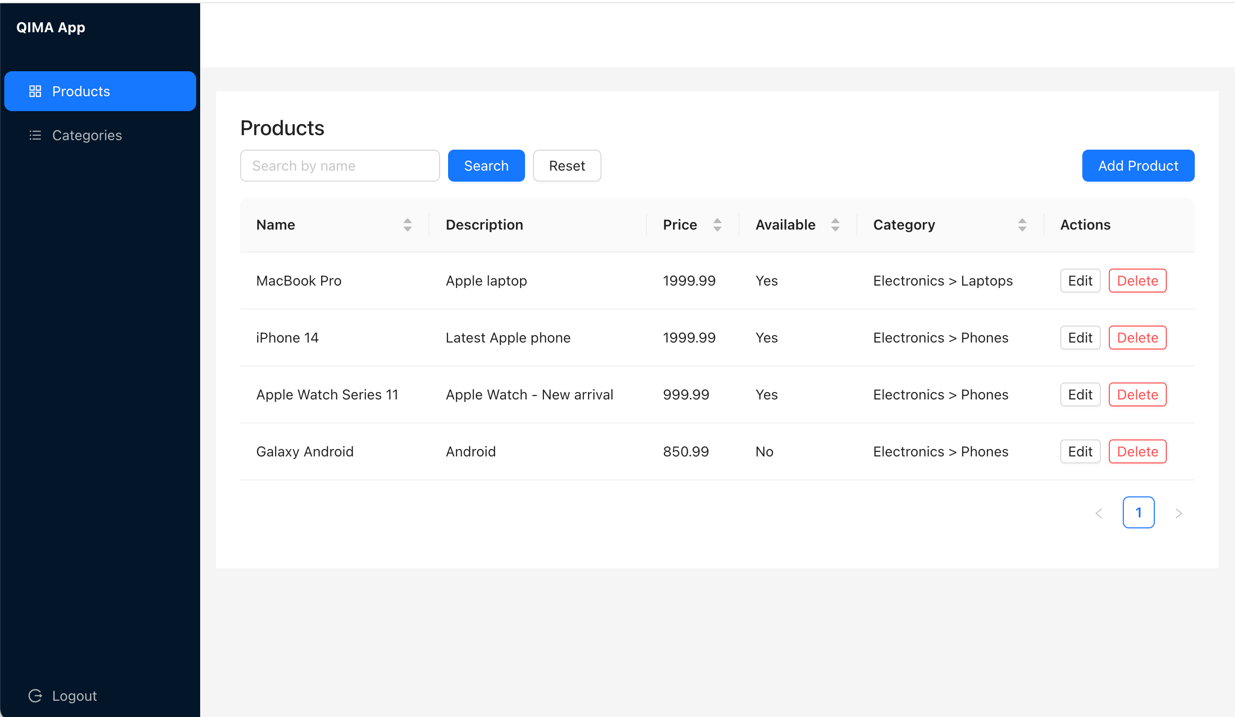 QIMA App
Products
Categories
Logout
Products
Search by name Search Reset Add Product
Name Description Price Available Category Actions
MacBook Pro Apple laptop 1999.99 Yes Electronics > Laptops Edit Delete
iPhone 14 Latest Apple phone 1999.99 Yes Electronics > Phones Edit Delete
Apple Watch Series 11 Apple Watch - New arrival 999.99 Yes Electronics > Phones Edit Delete
Galaxy Android Android 850.99 No Electronics > Phones Edit Delete
< 1 >